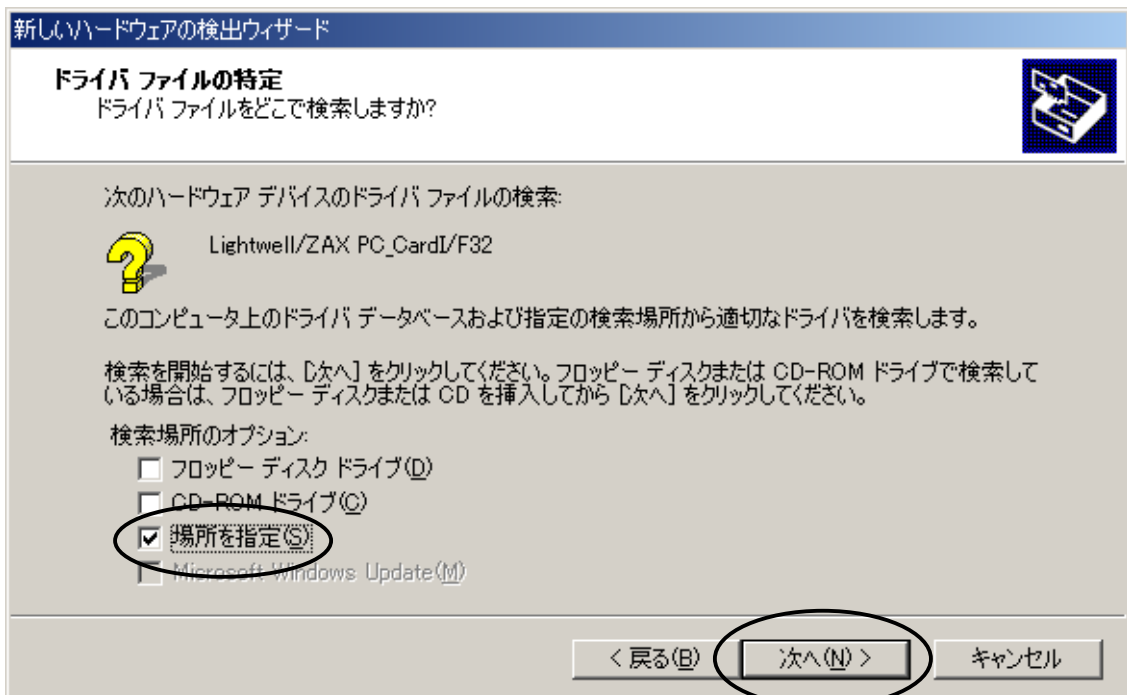 新しいハードウェアの検出ウィザード
ドライバ ファイルの特定
ドライバ ファイルをどこで検索しますか?
次のハードウェア デバイスのドライバ ファイルの検索:
Lightwell/ZAX PC_CardI/F32
このコンピュータ上のドライバ データベースおよび指定の検索場所から適切なドライバを検索します。
検索を開始するには、[次へ] をクリックしてください。フロッピー ディスクまたは CD-ROM ドライブで検索して
いる場合は、フロッピー ディスクまたは CD を挿入してから [次へ] をクリックしてください。
検索場所のオプション:
フロッピー ディスク ドライブ(D)
CD-ROM ドライブ(C)
場所を指定(S)
Microsoft Windows Update(M)
< 戻る(B) 次へ(N) > キャンセル